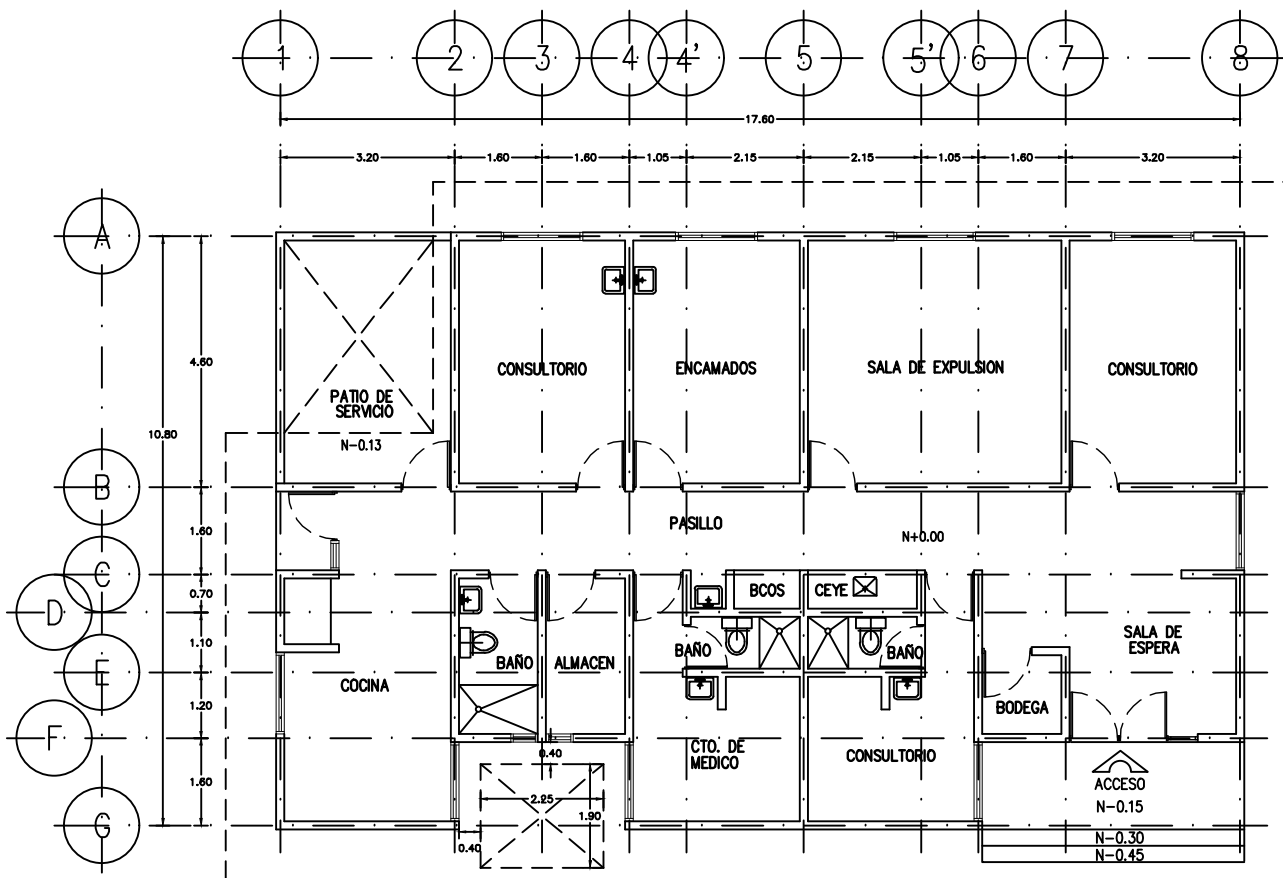 1 2 3 4 4' 5 5' 6 7 8
17.60
3.20 1.60 1.60 1.05 2.15 2.15 1.05 1.60 3.20
A
4.60
CONSULTORIO
ENCAMADOS
SALA DE EXPULSION
CONSULTORIO
PATIO DE
SERVICIO
N-0.13
10.80
B
1.60
PASILLO
N+0.00
C
0.70
D
BCOS
CEYE
1.10
BAÑO
ALMACEN
BAÑO
BAÑO
SALA DE
ESPERA
E
COCINA
1.20
BODEGA
F
0.40
CTO. DE
MEDICO
CONSULTORIO
1.60
2.25
1.90
ACCESO
N-0.15
G
0.40
N-0.30
N-0.45